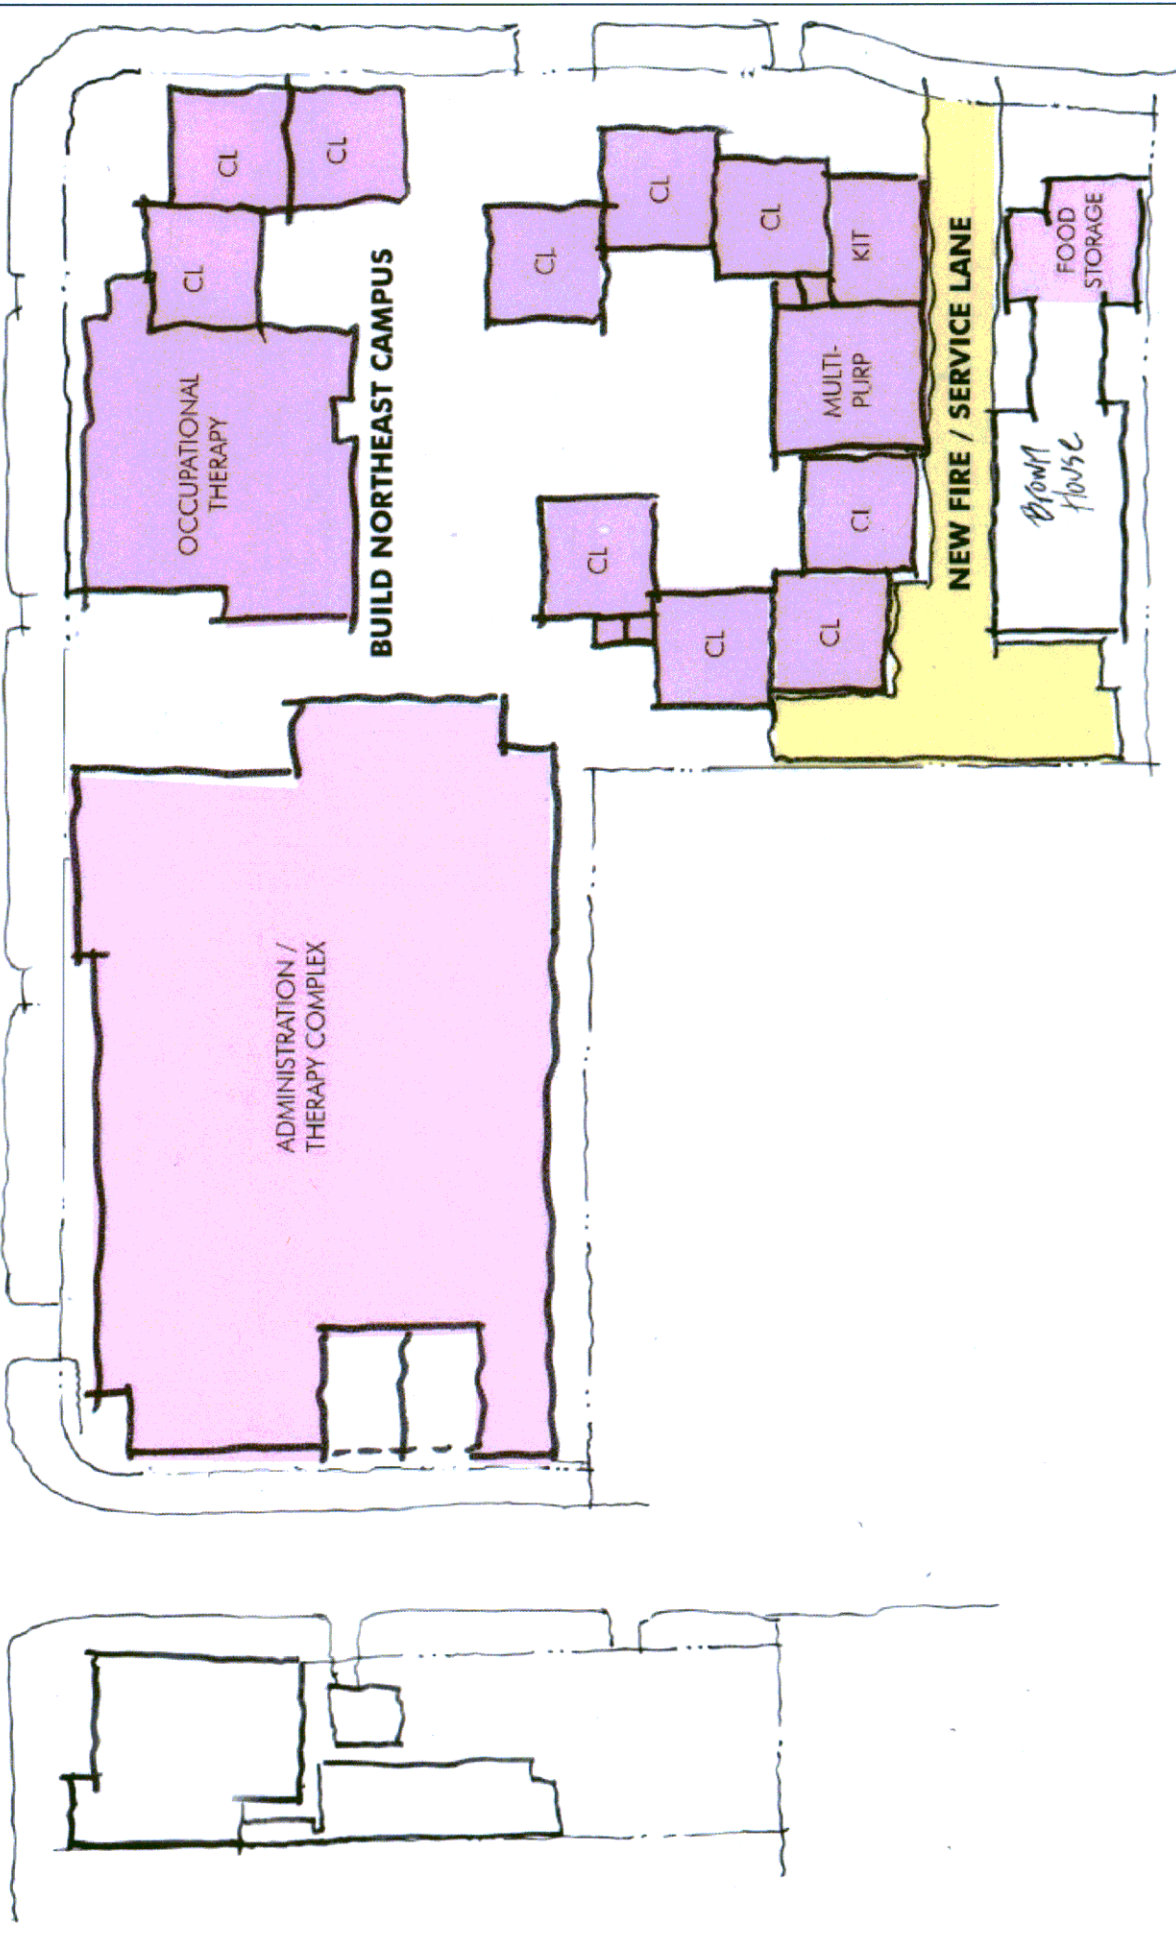 OCCUPATIONAL
THERAPY
CL
CL
CL
ADMINISTRATION /
THERAPY COMPLEX
BUILD NORTHEAST CAMPUS
CL
CL
CL
CL
CL
CL
CL
MULTI-
PURP
KIT
NEW FIRE / SERVICE LANE
Brown
House
FOOD
STORAGE